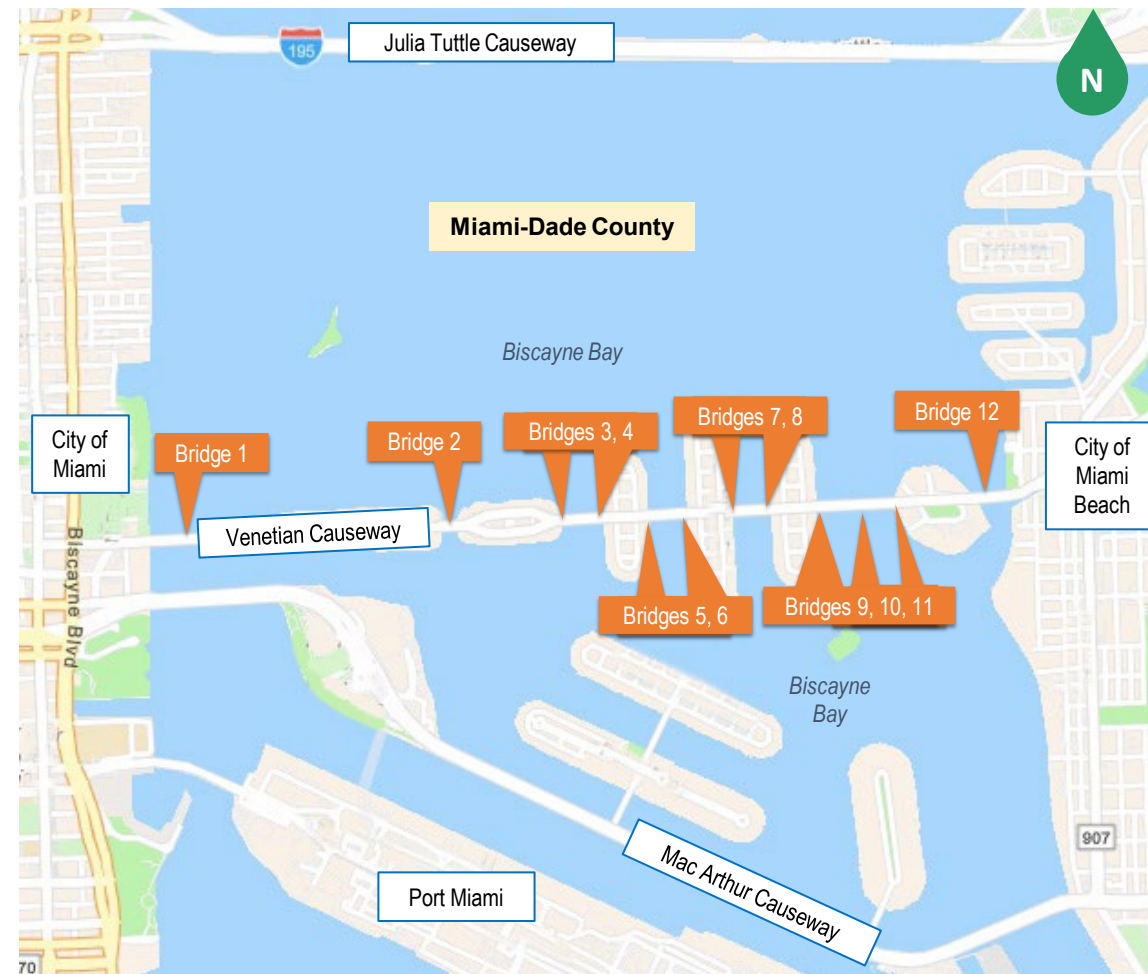 195
Julia Tuttle Causeway
N
Miami-Dade County
Biscayne Bay
Bridge 12
Bridges 7, 8
Bridges 3, 4
Bridge 2
Bridge 1
City of
Miami
City of
Miami
Beach
Venetian Causeway
Biscayne Blvd
Bridges 5, 6
Bridges 9, 10, 11
Biscayne
Bay
907
Mac Arthur Causeway
Port Miami
70